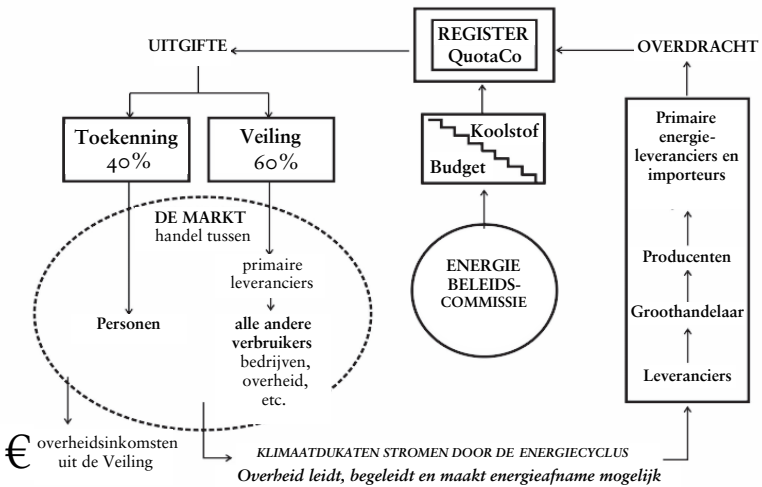 REGISTER
QuotaCo
UITGIFTE
OVERDRACHT
Toekenning
40%
Veiling
60%
Koolstof
Budget
Primaire
energie-
leveranciers en
importeurs
DE MARKT
handel tussen
primaire
leveranciers
ENERGIE
BELEIDS-
COMMISSIE
Producenten
Personen
alle andere
verbruikers
bedrijven,
overheid,
etc.
Groothandelaar
Leveranciers
€ overheidsinkomsten
uit de Veiling
KLIMAATDUKATEN STROMEN DOOR DE ENERGIECYCLUS
Overheid leidt, begeleidt en maakt energieafname mogelijk